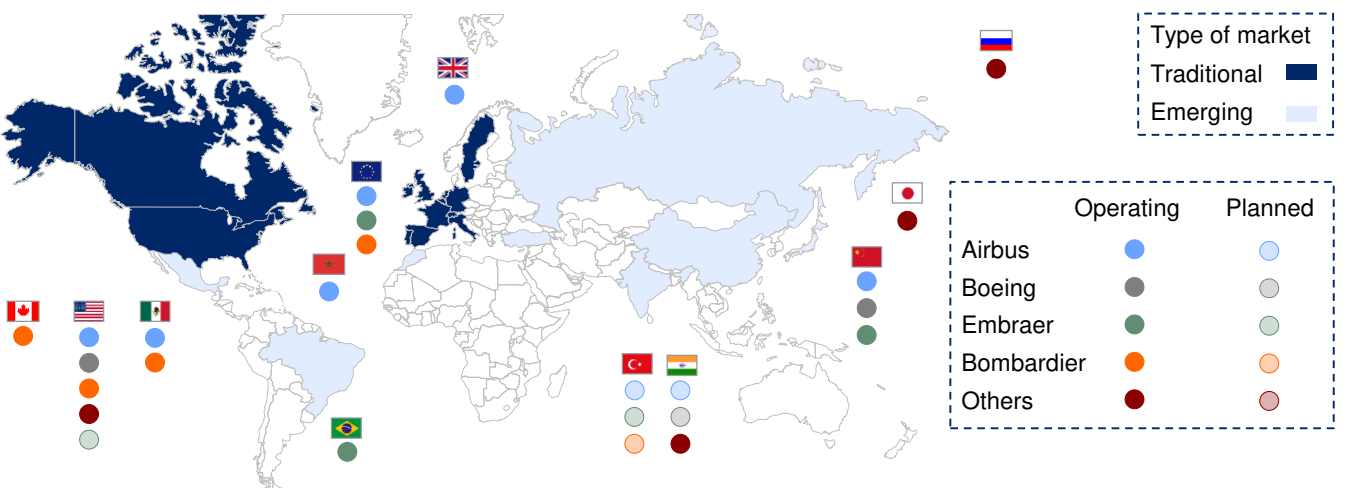 Type of market
Traditional
Emerging
Operating Planned
Airbus
Boeing
Embraer
Bombardier
Others